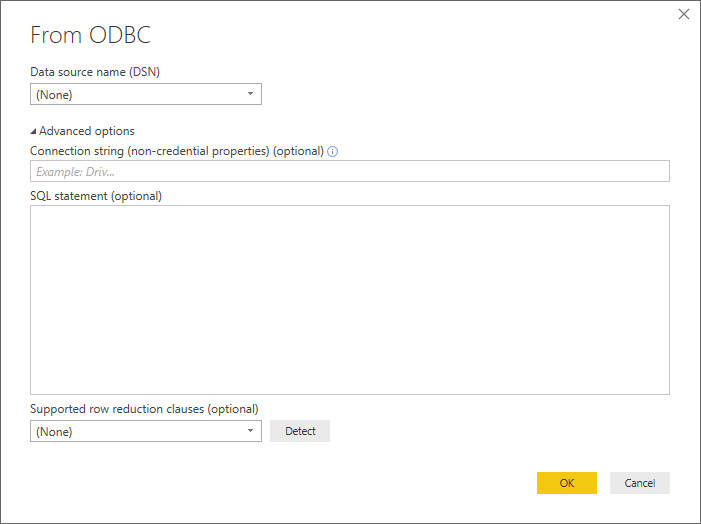 From ODBC
Data source name (DSN)
(None)
Advanced options
Connection string (non-credential properties) (optional)
Example: Driv...
SQL statement (optional)
Supported row reduction clauses (optional)
(None)
Detect
OK
Cancel